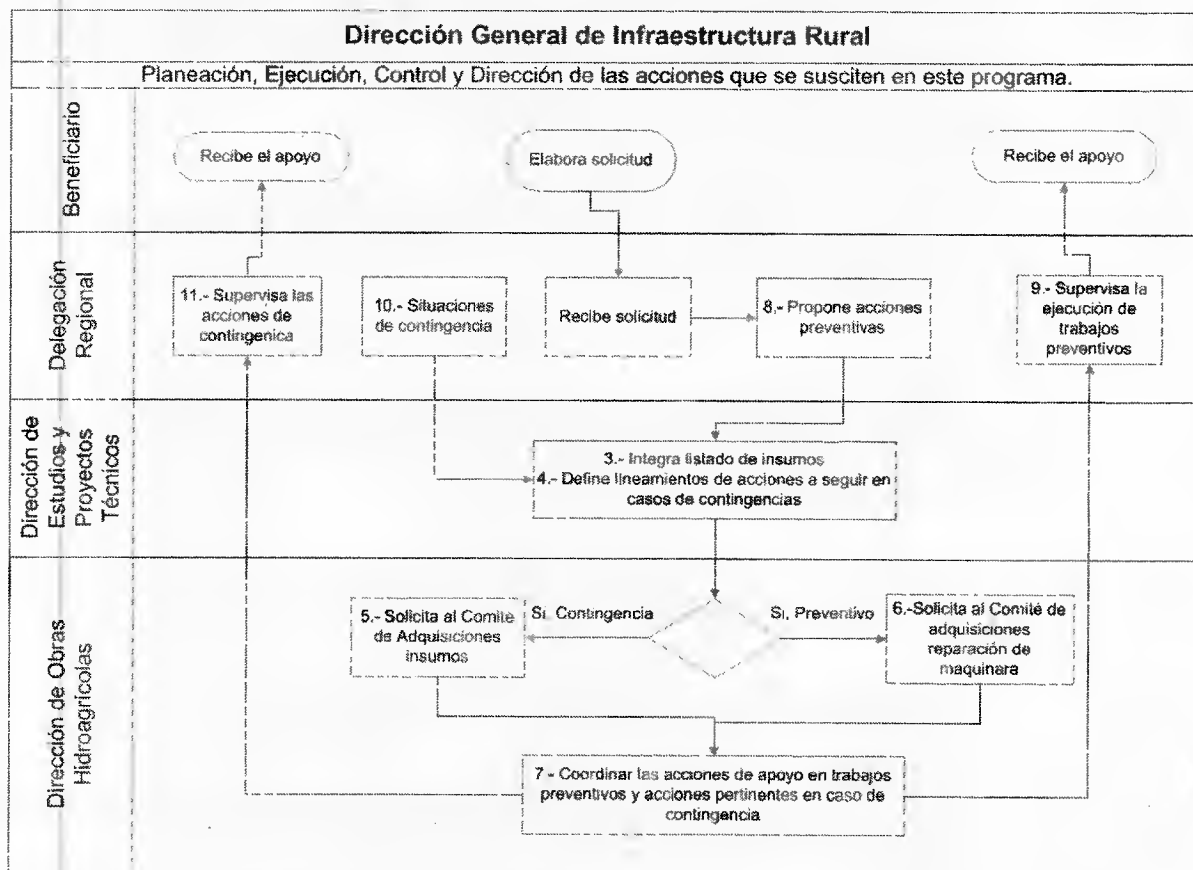 Dirección General de Infraestructura Rural
Planeación, Ejecución, Control y Dirección de las acciones que se susciten en este programa.
Beneficiario
Recibe el apoyo
Elabora solicitud
Recibe el apoyo
Delegación
Regional
11.- Supervisa las
acciones de
contingenica
10.- Situaciones
de contingencia
Recibe solicitud
8.- Propone acciones
preventivas
9.- Supervisa la
ejecución de
trabajos
preventivos
Dirección de
Estudios y
Proyectos
Técnicos
3.- Integra listado de insumos
4.- Define lineamientos de acciones a seguir en
casos de contingencias
Dirección de Obras
Hidroagrícolas
5.- Solicita al Comite
de Adquisiciones
insumos
Si, Contingencia
Si, Preventivo
6.-Solicita al Comité de
adquisiciones
reparación de
maquinara
7 - Coordinar las acciones de apoyo en trabajos
preventivos y acciones pertinentes en caso de
contingencia